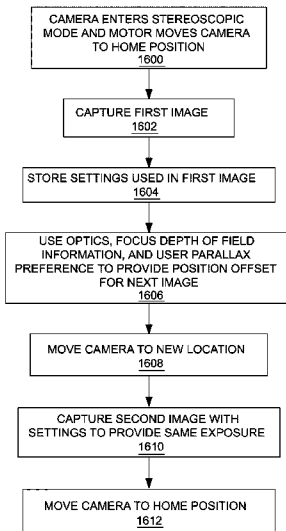 CAMERA ENTERS STEREOSCOPIC
MODE AND MOTOR MOVES CAMERA
TO HOME POSITION
1600
CAPTURE FIRST IMAGE
1602
STORE SETTINGS USED IN FIRST IMAGE
1604
USE OPTICS, FOCUS DEPTH OF FIELD
INFORMATION, AND USER PARALLAX
PREFERENCE TO PROVIDE POSITION OFFSET
FOR NEXT IMAGE
1606
MOVE CAMERA TO NEW LOCATION
1608
CAPTURE SECOND IMAGE WITH
SETTINGS TO PROVIDE SAME EXPOSURE
1610
MOVE CAMERA TO HOME POSITION
1612